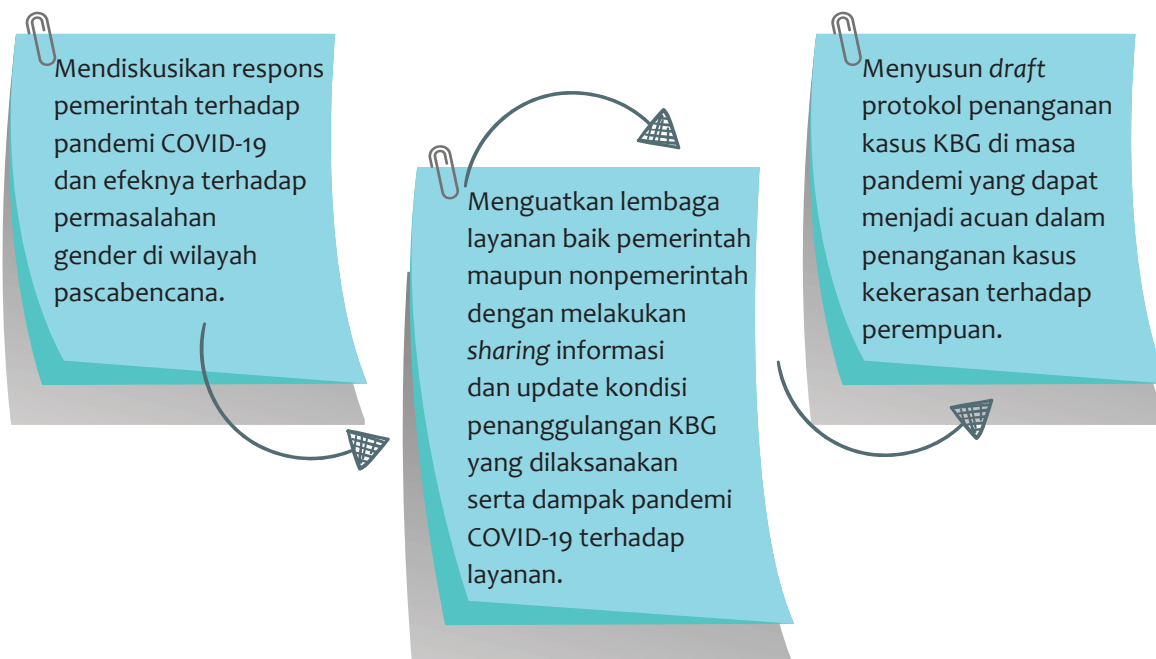 Mendiskusikan respons
pemerintah terhadap
pandemi COVID-19
dan efeknya terhadap
permasalahan
gender di wilayah
pascabencana.
Menguatkan lembaga
layanan baik pemerintah
maupun nonpemerintah
dengan melakukan
sharing informasi
dan update kondisi
penanggulangan KBG
yang dilaksanakan
serta dampak pandemi
COVID-19 terhadap
layanan.
Menyusun draft
protokol penanganan
kasus KBG di masa
pandemi yang dapat
menjadi acuan dalam
penanganan kasus
kekerasan terhadap
perempuan.